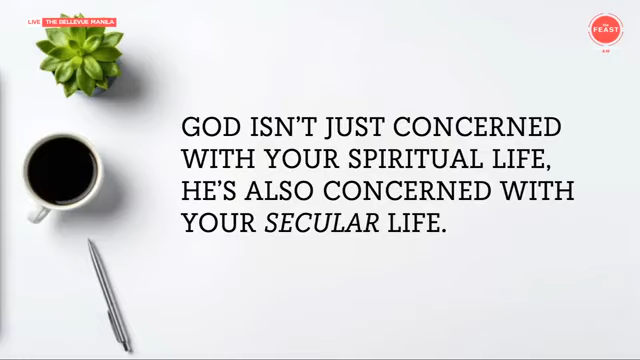 LIVE THE BELLEVUE MANILA
the FEAST
GOD ISN'T JUST CONCERNED
WITH YOUR SPIRITUAL LIFE,
HE'S ALSO CONCERNED WITH
YOUR SECULAR LIFE.